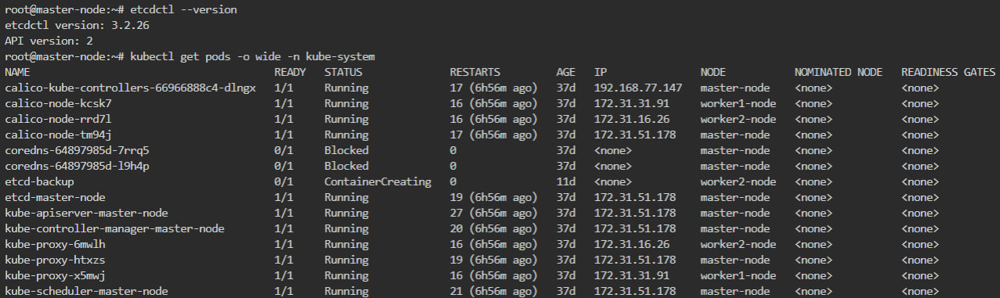 root@master-node:~# etcdctl --version
etcdctl version: 3.2.26
API version: 2
root@master-node:~# kubectl get pods -o wide -n kube-system
NAME READY STATUS RESTARTS AGE IP NODE NOMINATED NODE READINESS GATES
calico-kube-controllers-66966888c4-dlngx 1/1 Running 17 (6h56m ago) 37d 192.168.77.147 master-node <none> <none>
calico-node-kcsk7 1/1 Running 16 (6h56m ago) 37d 172.31.31.91 worker1-node <none> <none>
calico-node-rrd7l 1/1 Running 16 (6h56m ago) 37d 172.31.16.26 worker2-node <none> <none>
calico-node-tm94j 1/1 Running 17 (6h56m ago) 37d 172.31.51.178 master-node <none> <none>
coredns-64897985d-7rrq5 0/1 Blocked 0 37d <none> master-node <none> <none>
coredns-64897985d-l9h4p 0/1 Blocked 0 37d <none> master-node <none> <none>
etcd-backup 0/1 ContainerCreating 0 11d <none> worker2-node <none> <none>
etcd-master-node 1/1 Running 19 (6h56m ago) 37d 172.31.51.178 master-node <none> <none>
kube-apiserver-master-node 1/1 Running 27 (6h56m ago) 37d 172.31.51.178 master-node <none> <none>
kube-controller-manager-master-node 1/1 Running 20 (6h56m ago) 37d 172.31.51.178 master-node <none> <none>
kube-proxy-6mwlh 1/1 Running 16 (6h56m ago) 37d 172.31.16.26 worker2-node <none> <none>
kube-proxy-htxzs 1/1 Running 19 (6h56m ago) 37d 172.31.51.178 master-node <none> <none>
kube-proxy-x5mwj 1/1 Running 16 (6h56m ago) 37d 172.31.31.91 worker1-node <none> <none>
kube-scheduler-master-node 1/1 Running 21 (6h56m ago) 37d 172.31.51.178 master-node <none> <none>